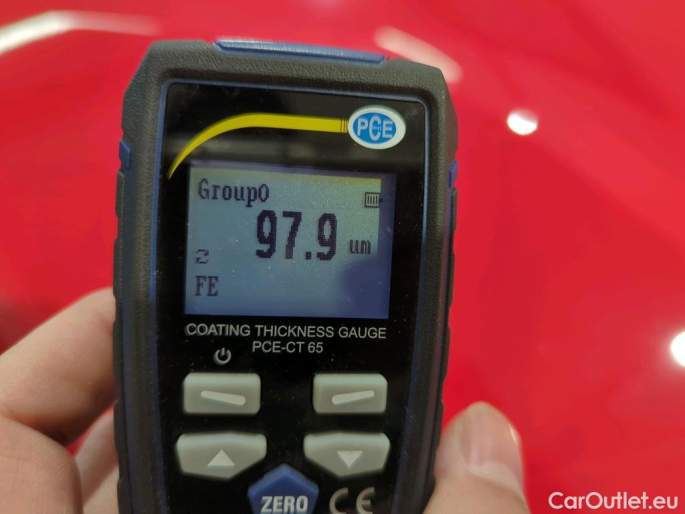 PCE
Group0
97.9 um
FE
COATING THICKNESS GAUGE
PCE-CT 65
ZERO CE
CarOutlet.eu